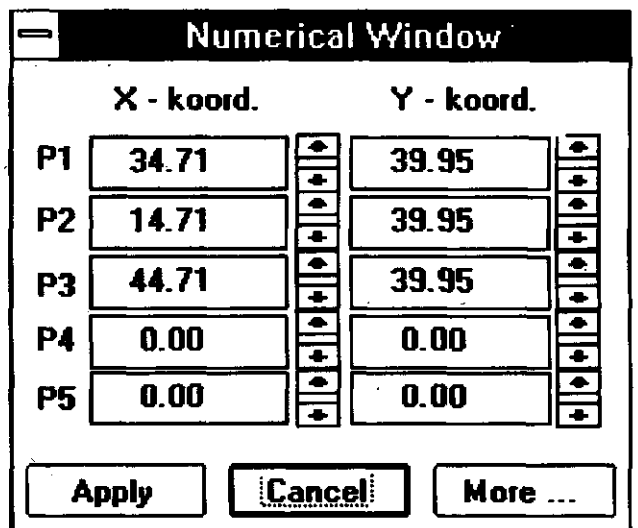 Numerical Window
X - koord. Y - koord.
P1 34.71 39.95
P2 14.71 39.95
P3 44.71 39.95
P4 0.00 0.00
P5 0.00 0.00
Apply Cancel More ...